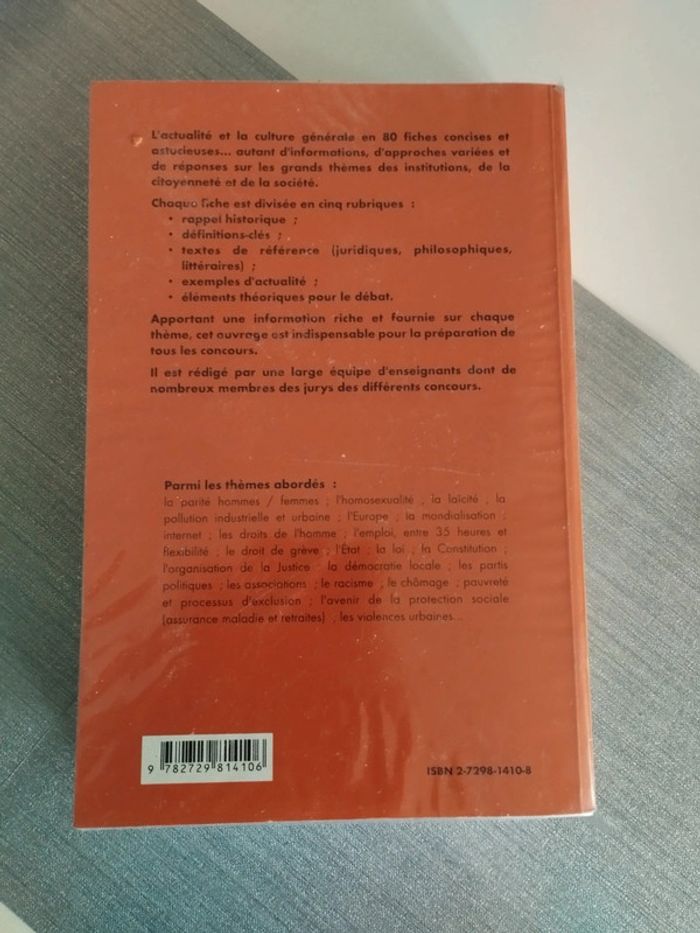 L'actualité et la culture générale en 80 fiches concises et
astucieuses... autant d'informations, d'approches variées et
de réponses sur les grands thèmes des institutions, de la
citoyenneté et de la société.
Chaque fiche est divisée en cinq rubriques :
• rappel historique ;
• définitions-clés ;
• textes de référence (juridiques, philosophiques,
littéraires) ;
• exemples d'actualité ;
• éléments théoriques pour le débat.
Apportant une information riche et fournie sur chaque
thème, cet ouvrage est indispensable pour la préparation de
tous les concours.
Il est rédigé par une large équipe d'enseignants dont de
nombreux membres des jurys des différents concours.
Parmi les thèmes abordés :
la parité hommes / femmes ; l'homosexualité ; la laïcité ; la
pollution industrielle et urbaine ; l'Europe ; la mondialisation ;
internet ; les droits de l'homme ; l'emploi, entre 35 heures et
flexibilité ; le droit de grève ; l'État ; la loi ; la Constitution ;
l'organisation de la Justice ; la démocratie locale ; les partis
politiques ; les associations ; le racisme ; le chômage ; pauvreté
et processus d'exclusion ; l'avenir de la protection sociale
(assurance maladie et retraites) ; les violences urbaines...
9 782729 814106
ISBN 2-7298-1410-8